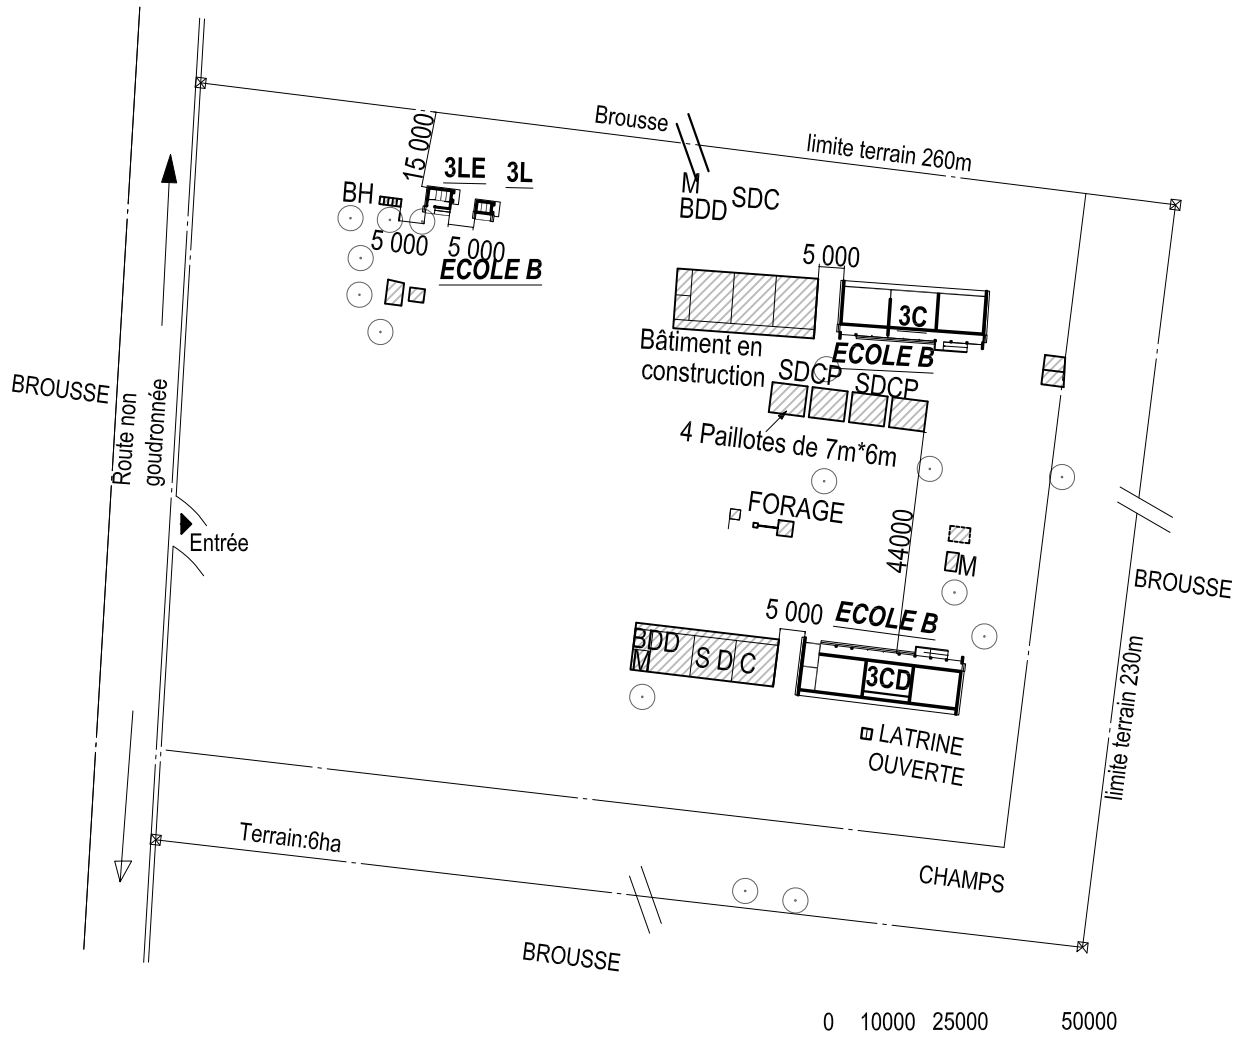 Brousse
limite terrain 260m
15 000
3LE
3L
BH
M
BDD
SDC
5 000
5 000
ECOLE B
5 000
3C
Bâtiment en
construction
ECOLE B
SDCP
SDCP
4 Paillotes de 7m*6m
BROUSSE
Route non
goudronnée
Entrée
FORAGE
44000
M
BROUSSE
5 000
ECOLE B
BDD
M
S D C
3CD
LATRINE
OUVERTE
limite terrain 230m
Terrain:6ha
CHAMPS
BROUSSE
0 10000 25000 50000